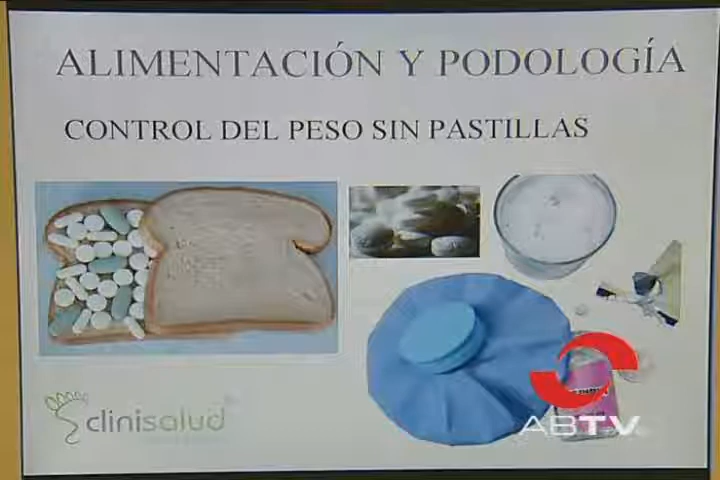 ALIMENTACIÓN Y PODOLOGÍA
CONTROL DEL PESO SIN PASTILLAS
clinisalud
ABTV